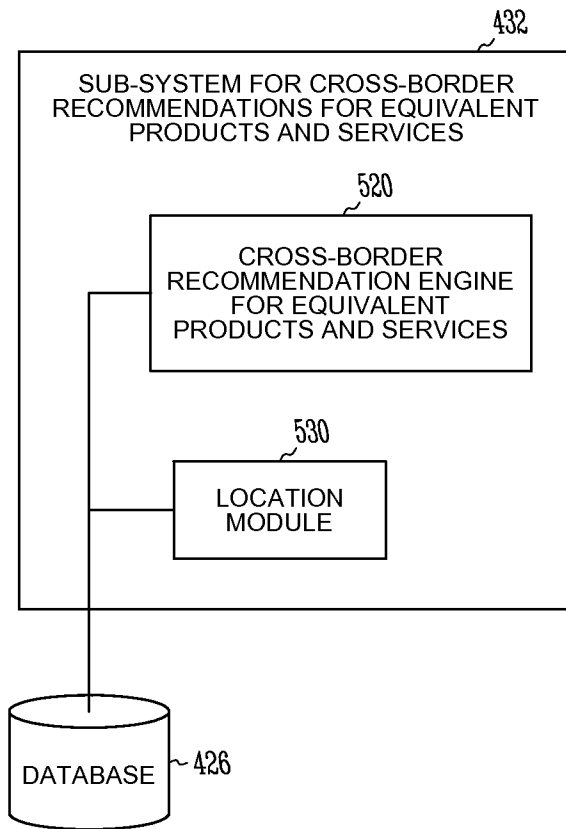 432
SUB-SYSTEM FOR CROSS-BORDER
RECOMMENDATIONS FOR EQUIVALENT
PRODUCTS AND SERVICES
520
CROSS-BORDER
RECOMMENDATION ENGINE
FOR EQUIVALENT
PRODUCTS AND SERVICES
530
LOCATION
MODULE
DATABASE
426